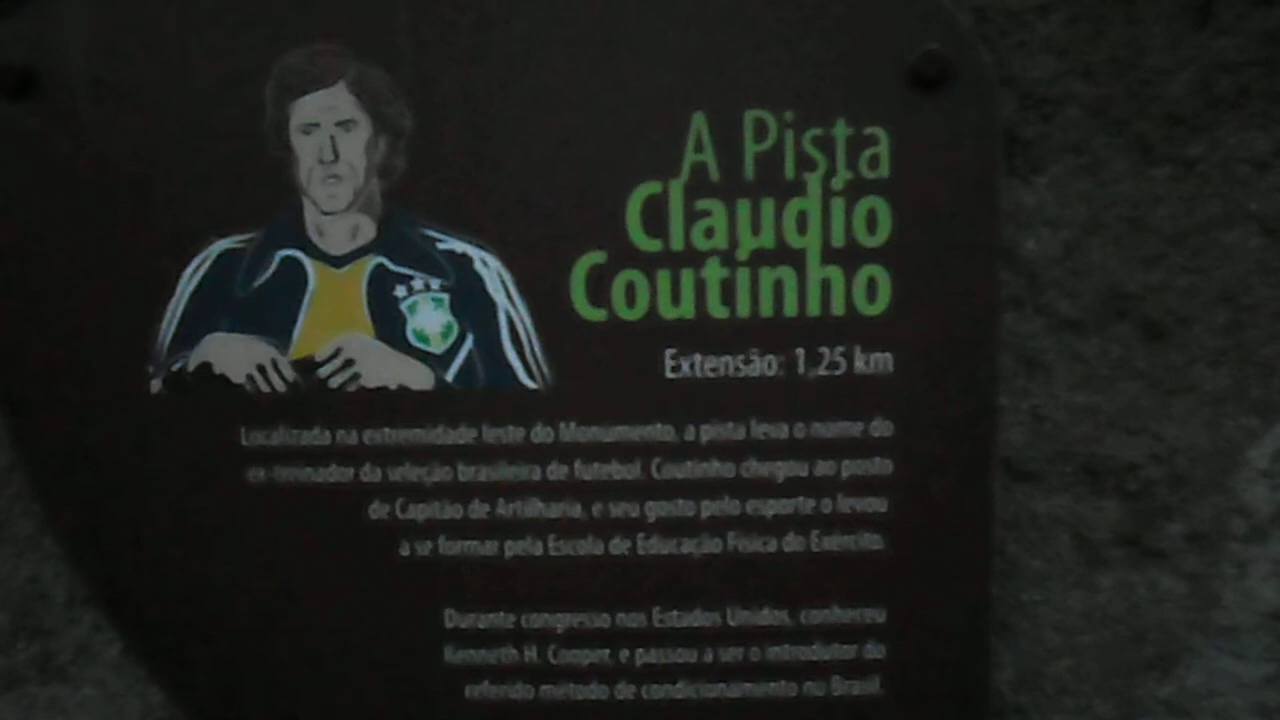 A Pista
Claudio
Coutinho
Extensão: 1,25 km
Localizada na extremidade leste do Monumento, a pista leva o nome do
ex-treinador da seleção brasileira de futebol. Coutinho chegou ao posto
de Capitão de Artilharia, e seu gosto pelo esporte o levou
a se formar pela Escola de Educação Física do Exército.
Durante congresso nos Estados Unidos, conheceu
Kenneth H. Cooper, e passou a ser o introdutor do
referido método de condicionamento no Brasil.